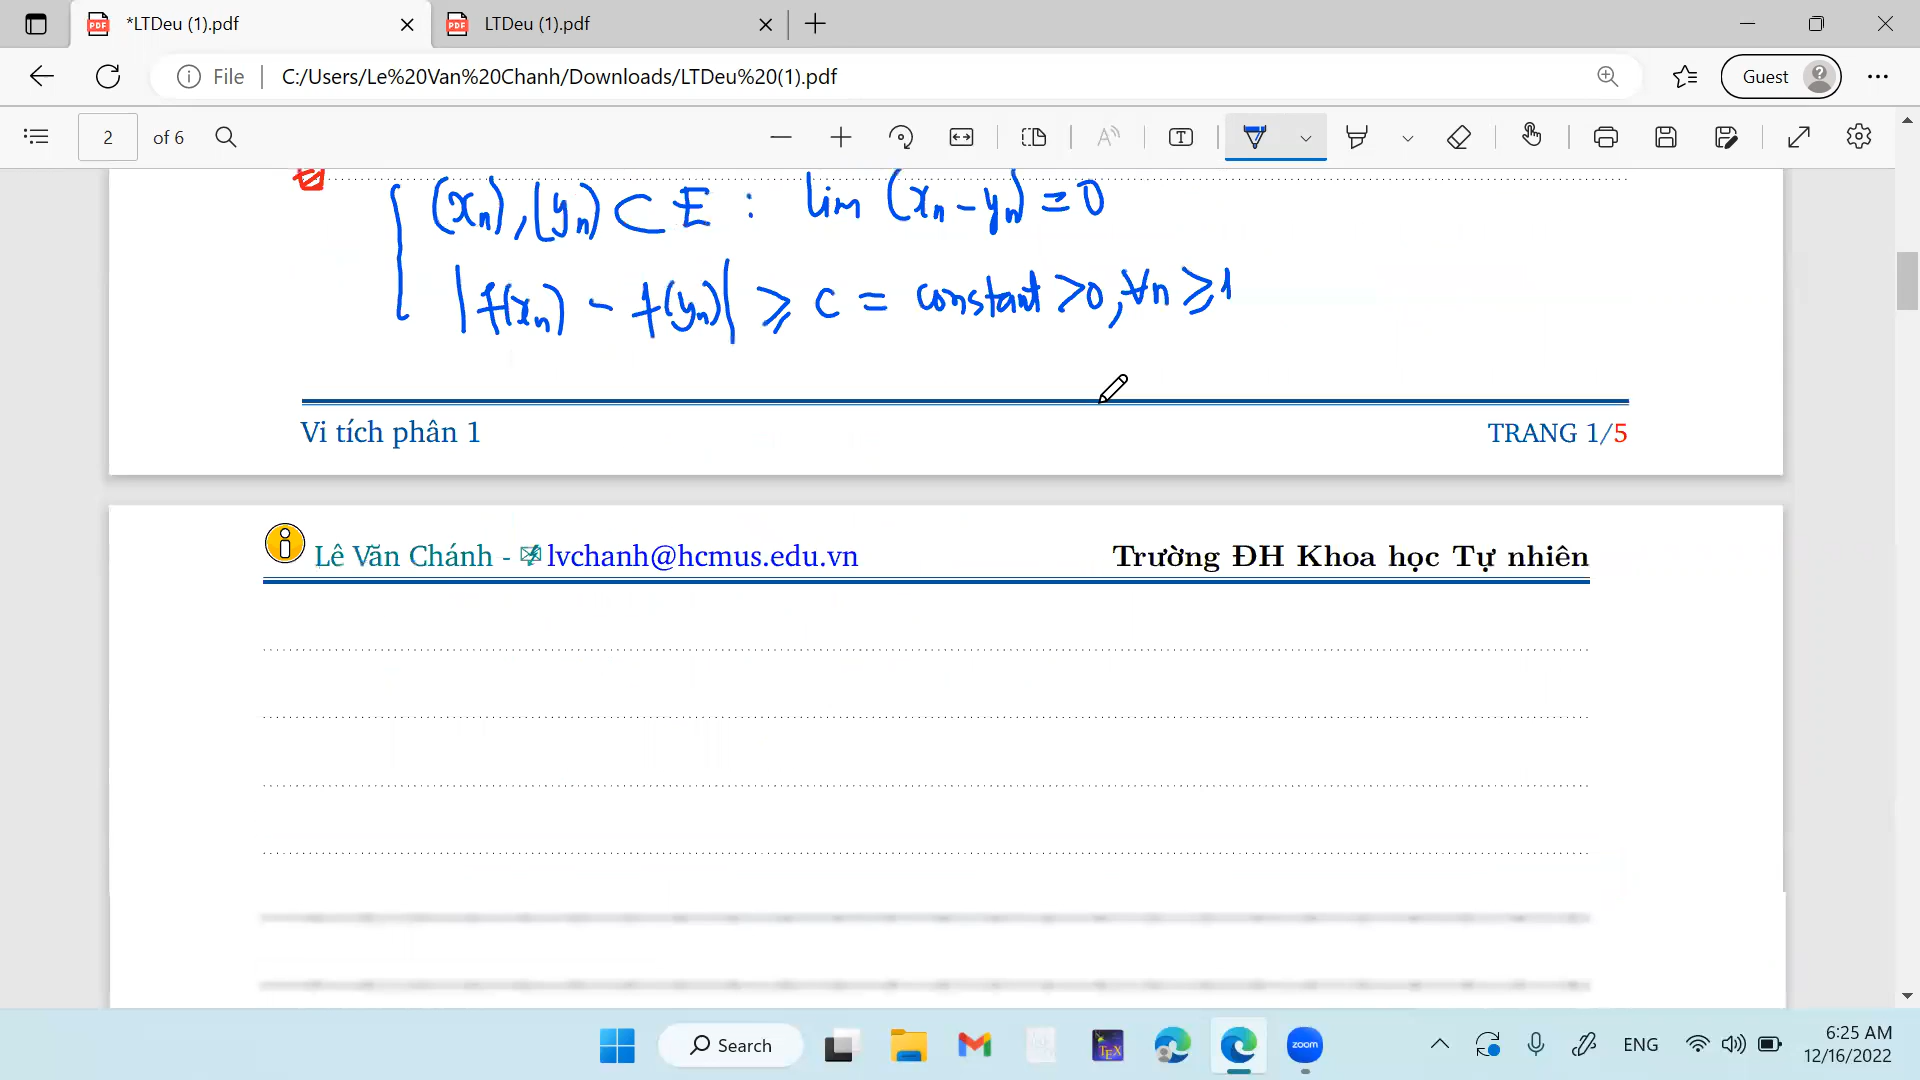 *LTDeu (1).pdf
LTDeu (1).pdf
File
C:/Users/Le%20Van%20Chanh/Downloads/LTDeu%20(1).pdf
Guest
2 of 6
(xₙ), (yₙ) ⊂ E : lim (xₙ - yₙ) = 0
|f(xₙ) - f(yₙ)| ⩾ C = constant > 0, ∀n ⩾ 1
Vi tích phân 1
TRANG 1/5
Lê Văn Chánh - lvchanh@hcmus.edu.vn
Trường ĐH Khoa học Tự nhiên
Search
TEX
zoom
ENG
6:25 AM
12/16/2022